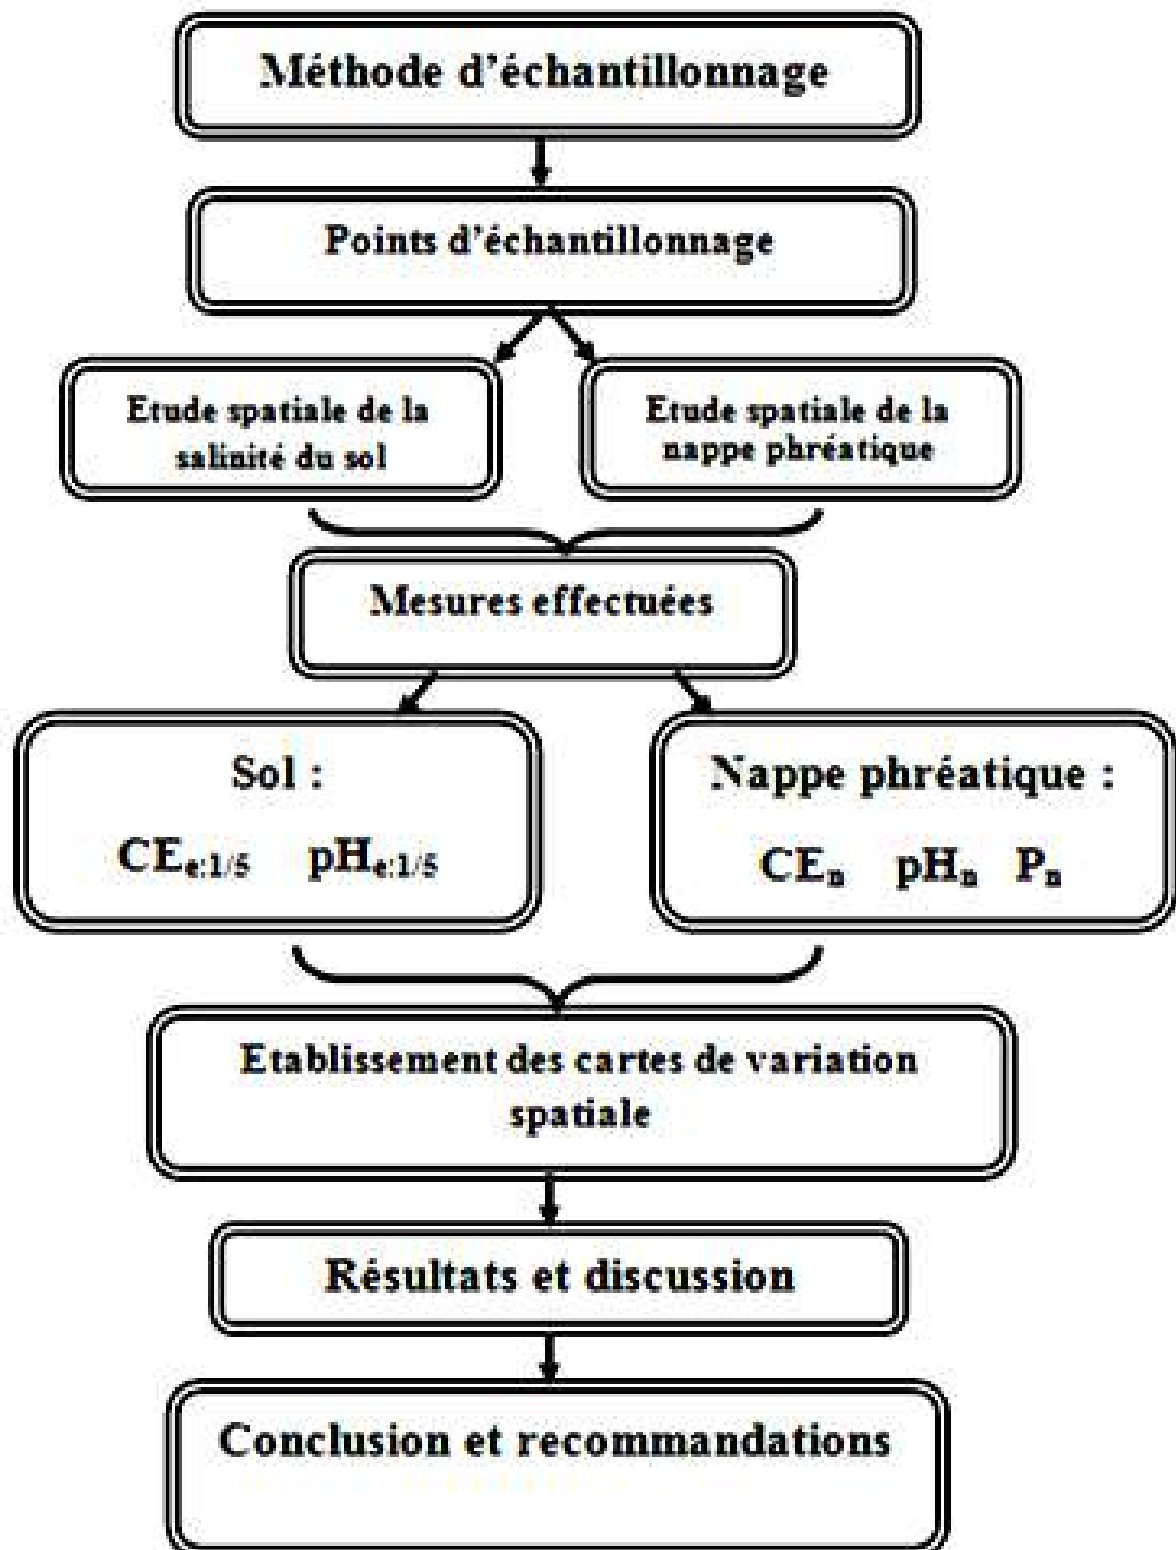 Méthode d'échantillonnage
Points d'échantillonnage
Etude spatiale de la
salinité du sol
Etude spatiale de la
nappe phréatique
Mesures effectuées
Sol :
CEe:1/5 pHe:1/5
Nappe phréatique :
CEn pHn Pn
Etablissement des cartes de variation
spatiale
Résultats et discussion
Conclusion et recommandations